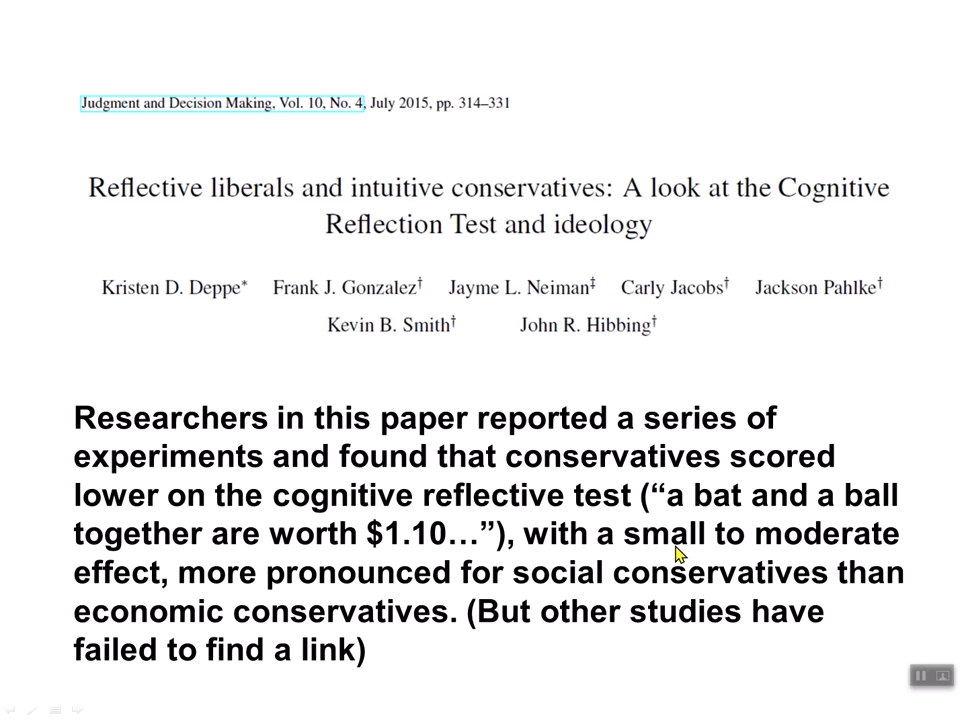 Judgment and Decision Making, Vol. 10, No. 4, July 2015, pp. 314–331
Reflective liberals and intuitive conservatives: A look at the Cognitive
Reflection Test and ideology
Kristen D. Deppe* Frank J. Gonzalez† Jayme L. Neiman‡ Carly Jacobs† Jackson Pahlke†
Kevin B. Smith† John R. Hibbing†
Researchers in this paper reported a series of
experiments and found that conservatives scored
lower on the cognitive reflective test (“a bat and a ball
together are worth $1.10…”), with a small to moderate
effect, more pronounced for social conservatives than
economic conservatives. (But other studies have
failed to find a link)